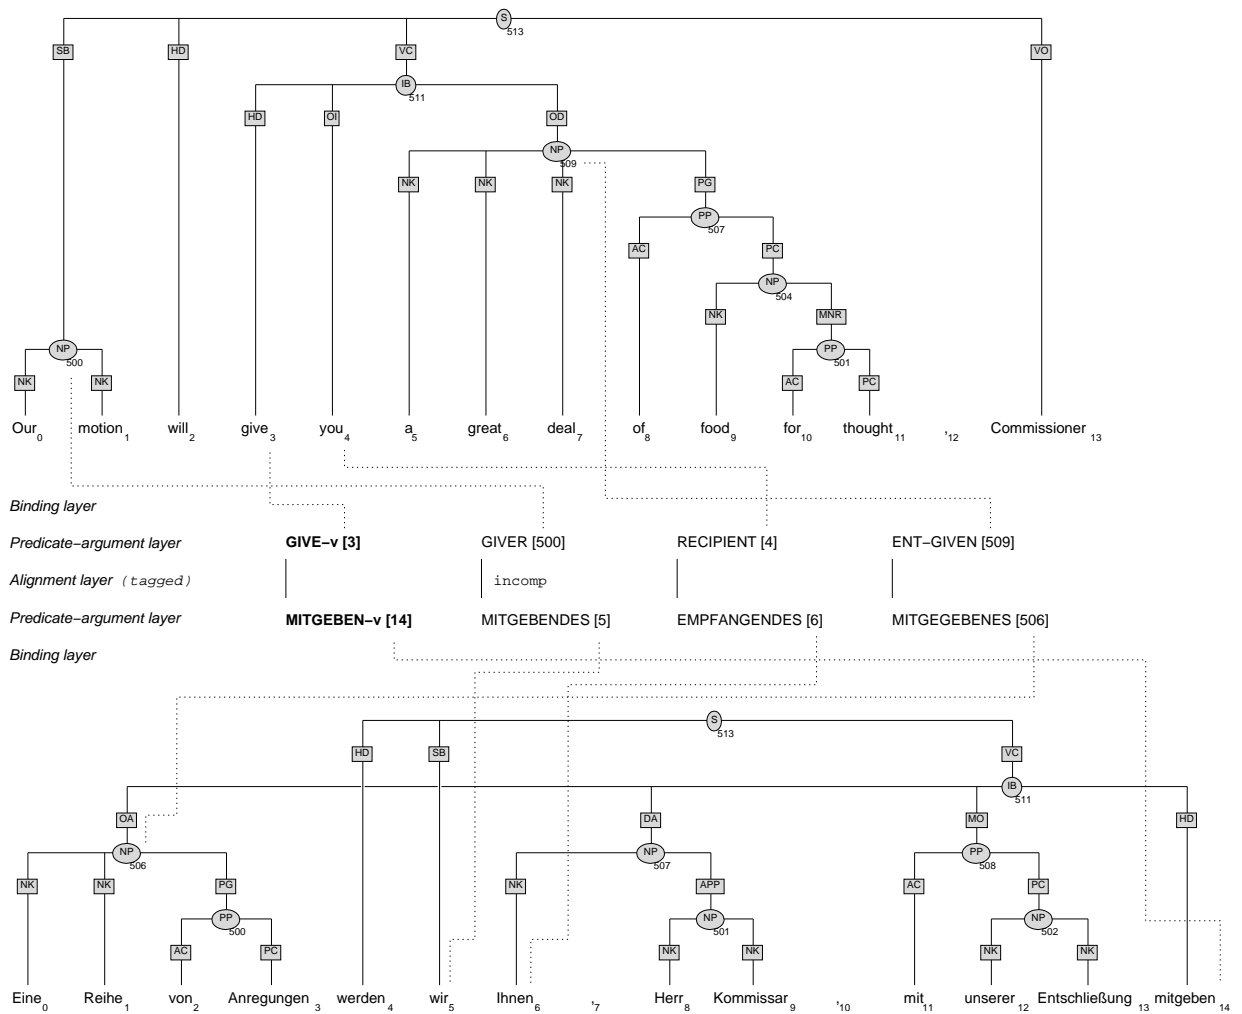 S
513
SB HD VC VO
IB
511
HD OI OD
NP
509
NK NK NK PG
PP
507
AC PC
NP
504
NK MNR
NP PP
500 501
NK NK AC PC
Our0 motion1 will2 give3 you4 a5 great6 deal7 of8 food9 for10 thought11 ,12 Commissioner13
Binding layer
Predicate–argument layer GIVE–v [3] GIVER [500] RECIPIENT [4] ENT–GIVEN [509]
Alignment layer (tagged) incomp
Predicate–argument layer MITGEBEN–v [14] MITGEBENDES [5] EMPFANGENDES [6] MITGEGEBENES [506]
Binding layer
S
513
HD SB VC
IB
511
OA DA MO HD
NP NP PP
506 507 508
NK NK PG NK APP AC PC
PP NP NP
500 501 502
AC PC NK NK NK NK
Eine0 Reihe1 von2 Anregungen3 werden4 wir5 Ihnen6 ,7 Herr8 Kommissar9 ,10 mit11 unserer12 Entschließung13 mitgeben14